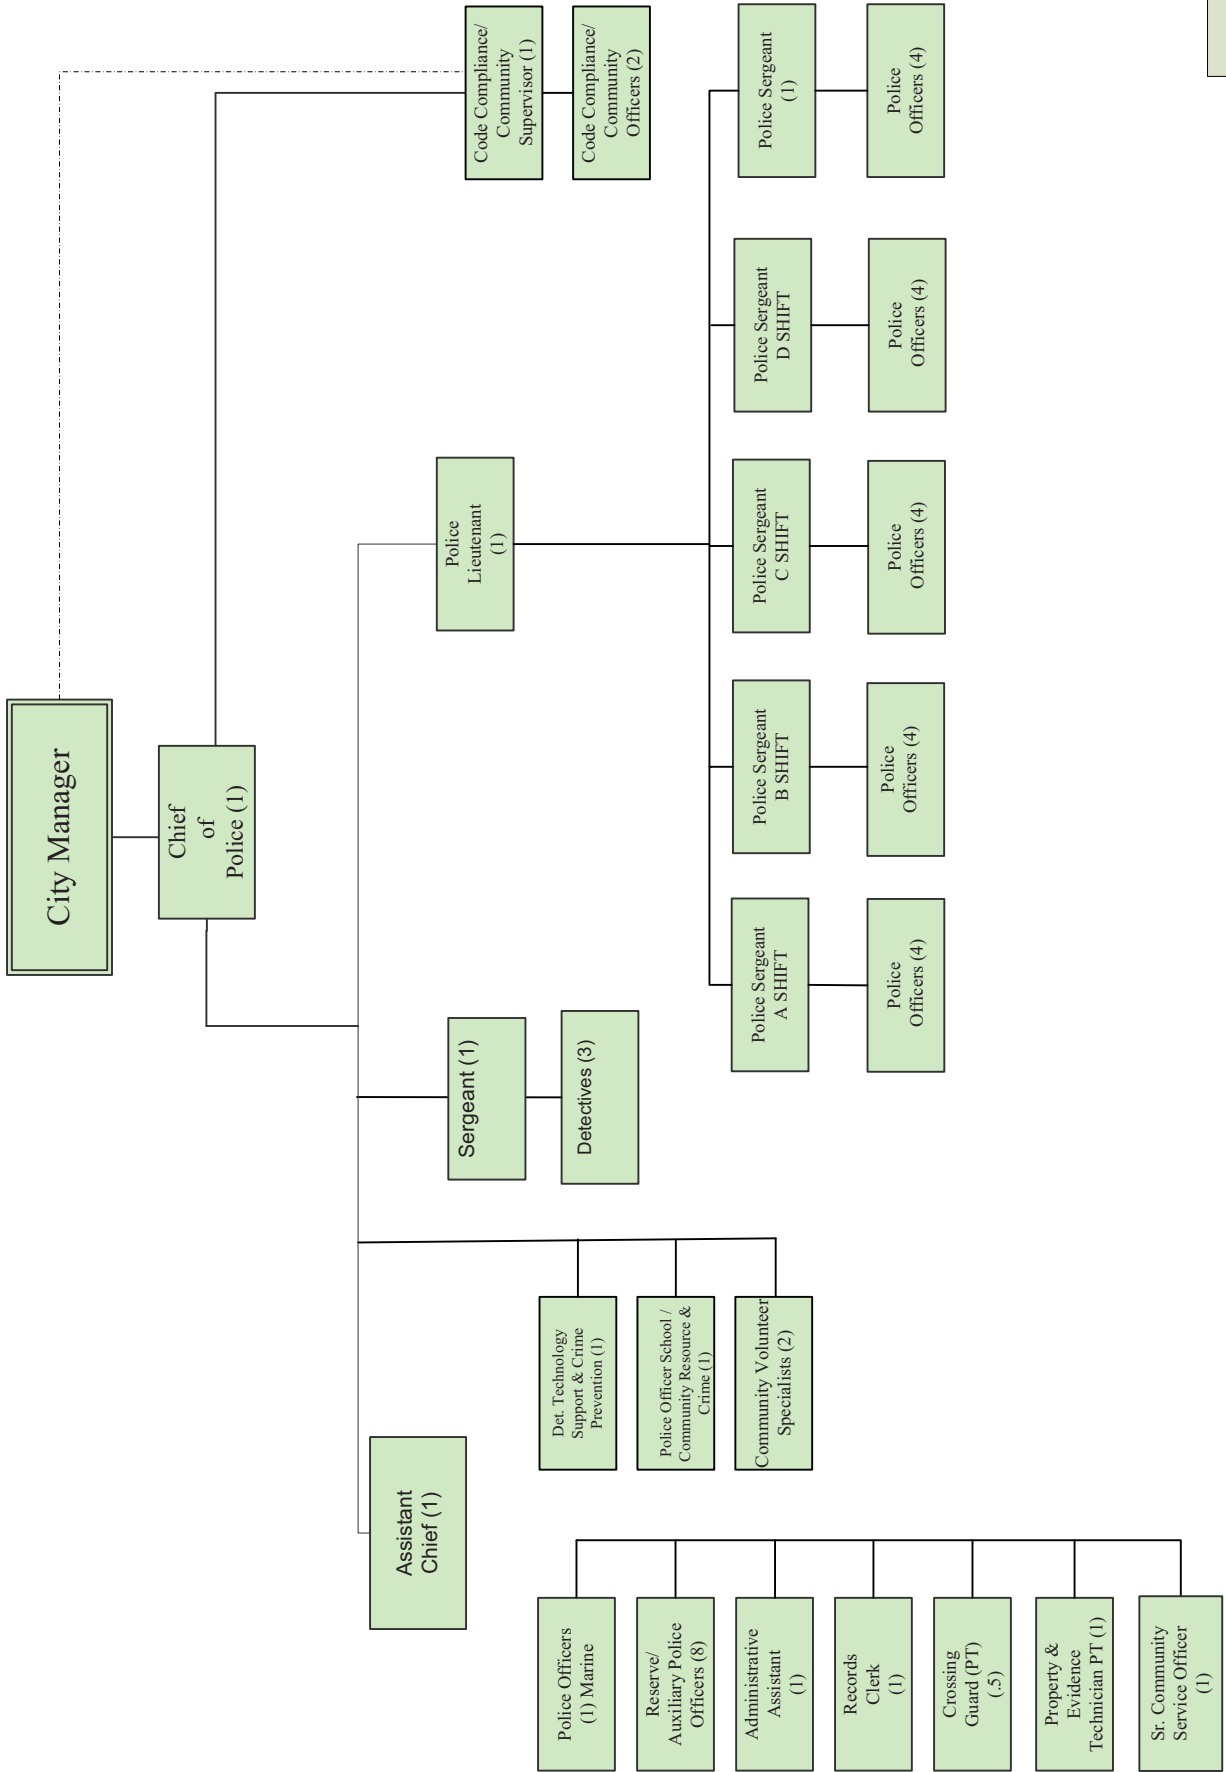 City Manager
Chief
of
Police (1)
Code Compliance/
Community
Supervisor (1)
Code Compliance/
Community
Officers (2)
Assistant
Chief (1)
Sergeant (1)
Detectives (3)
Police
Lieutenant
(1)
Det. Technology
Support & Crime
Prevention (1)
Police Officer School /
Community Resource &
Crime (1)
Community Volunteer
Specialists (2)
Police Officers
(1) Marine
Reserve/
Auxiliary Police
Officers (8)
Administrative
Assistant
(1)
Records
Clerk
(1)
Crossing
Guard (PT)
(.5)
Property &
Evidence
Technician PT (1)
Sr. Community
Service Officer
(1)
Police Sergeant
A SHIFT
Police
Officers (4)
Police Sergeant
B SHIFT
Police
Officers (4)
Police Sergeant
C SHIFT
Police
Officers (4)
Police Sergeant
D SHIFT
Police
Officers (4)
Police Sergeant
(1)
Police
Officers (4)